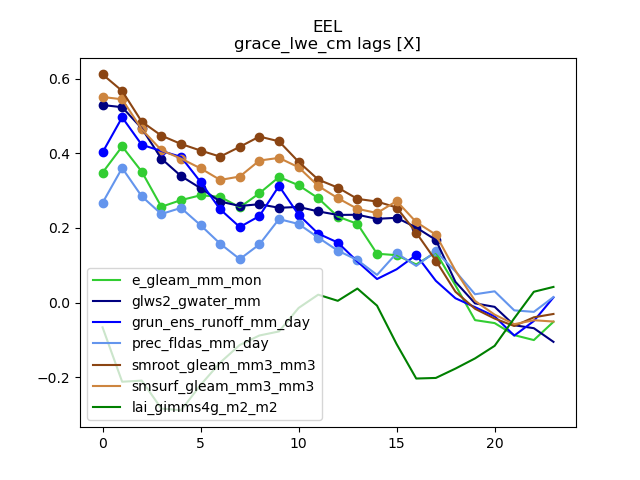 EEL
grace_lwe_cm lags [X]
0.6
0.4
0.2
0.0
−0.2
0
5
10
15
20
e_gleam_mm_mon
glws2_gwater_mm
grun_ens_runoff_mm_day
prec_fldas_mm_day
smroot_gleam_mm3_mm3
smsurf_gleam_mm3_mm3
lai_gimms4g_m2_m2